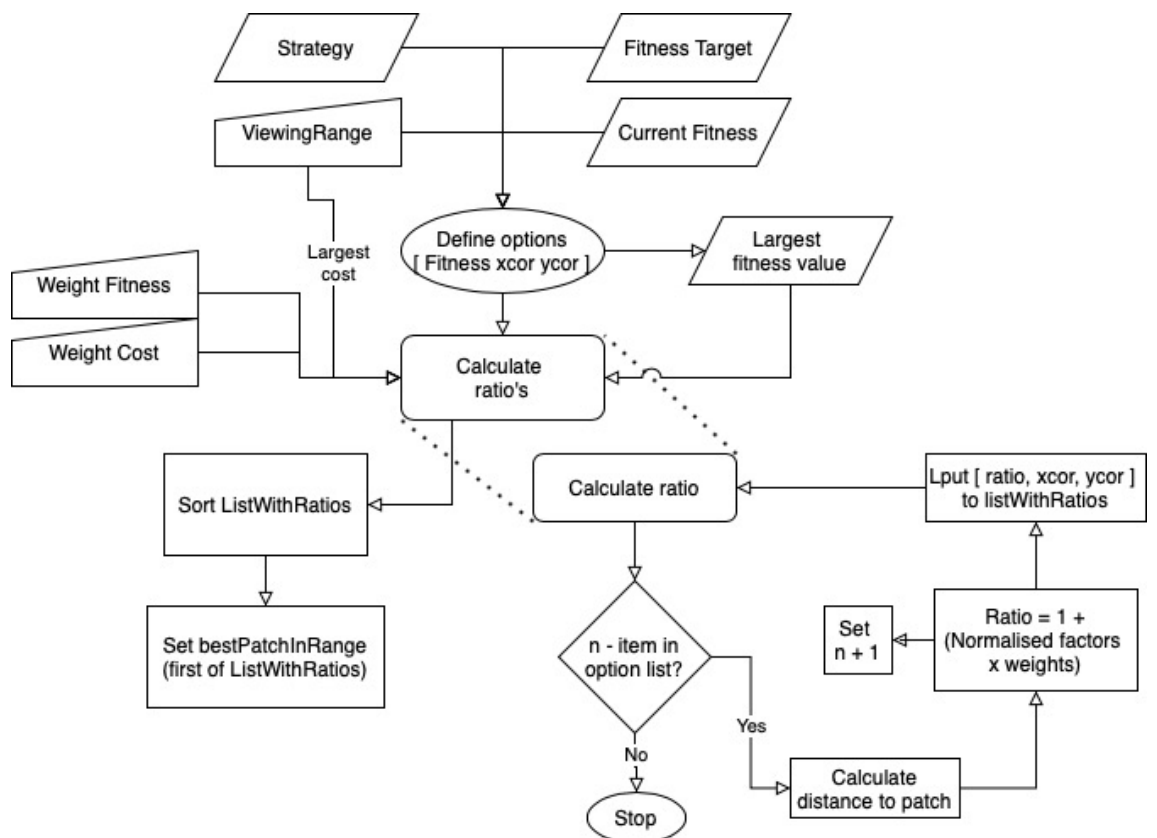 Strategy
Fitness Target
ViewingRange
Current Fitness
Define options
[ Fitness xcor ycor ]
Largest
fitness value
Largest
cost
Weight Fitness
Weight Cost
Calculate
ratio's
Sort ListWithRatios
Calculate ratio
Lput [ ratio, xcor, ycor ]
to listWithRatios
Set bestPatchInRange
(first of ListWithRatios)
n - item in
option list?
Set
n + 1
Ratio = 1 +
(Normalised factors
x weights)
Yes
No
Calculate
distance to patch
Stop